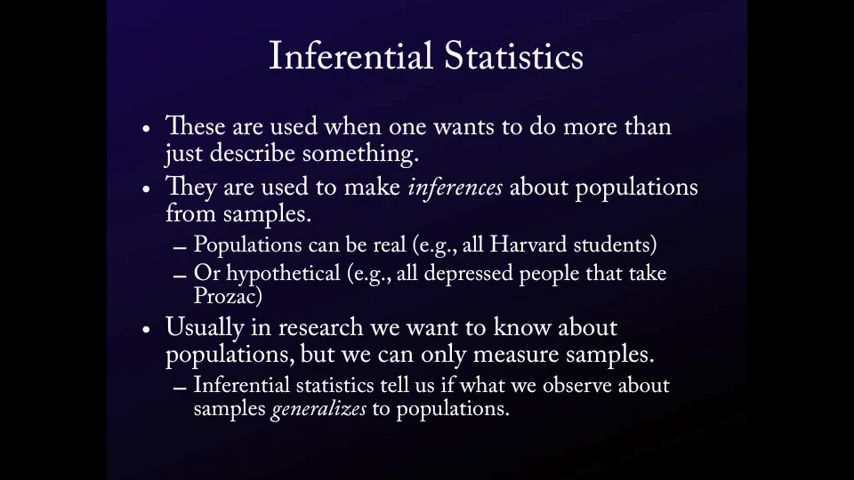 Inferential Statistics
• These are used when one wants to do more than
just describe something.
• They are used to make inferences about populations
from samples.
– Populations can be real (e.g., all Harvard students)
– Or hypothetical (e.g., all depressed people that take
Prozac)
• Usually in research we want to know about
populations, but we can only measure samples.
– Inferential statistics tell us if what we observe about
samples generalizes to populations.